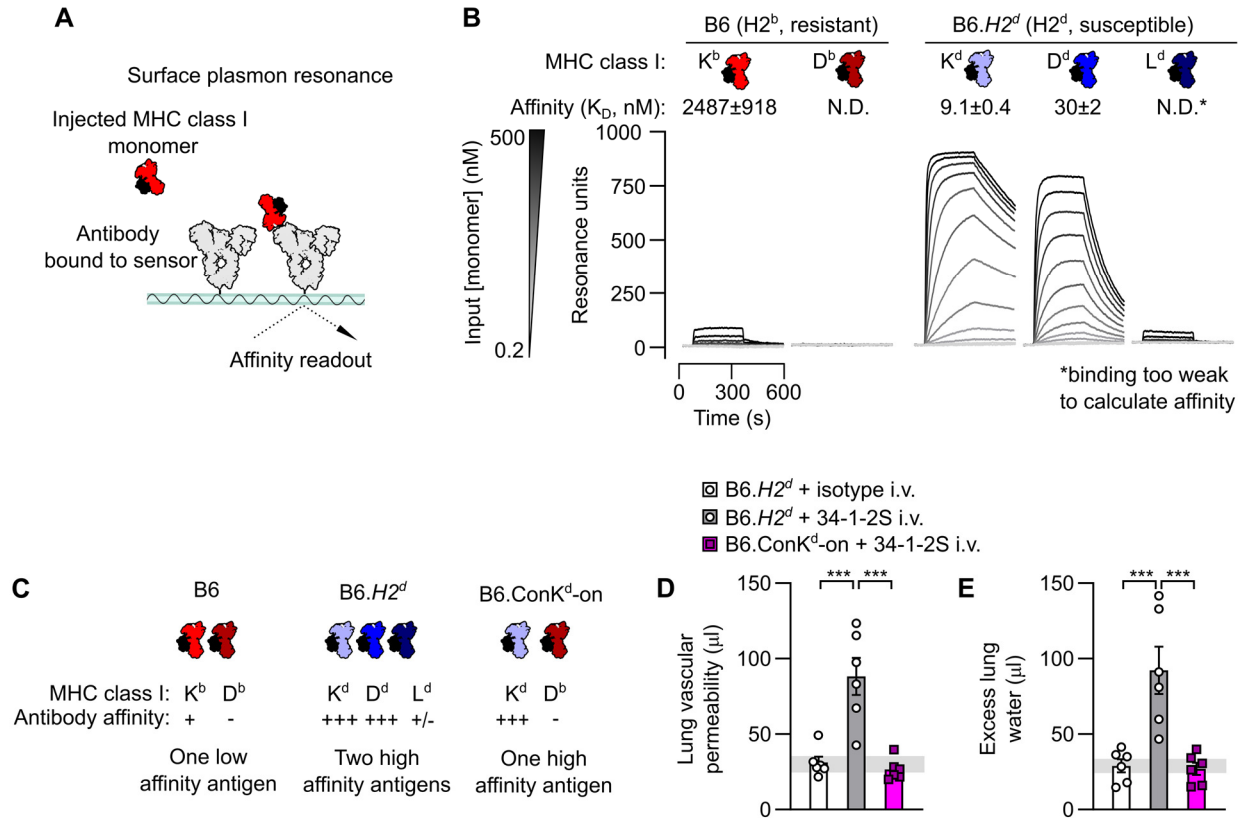 A
Surface plasmon resonance
Injected MHC class I
monomer
Antibody
bound to sensor
Affinity readout
B
B6 (H2ᵇ, resistant)
B6.H2ᵈ (H2ᵈ, susceptible)
MHC class I:
Kᵇ
Dᵇ
Kᵈ
Dᵈ
Lᵈ
Affinity (K_D, nM):
2487±918
N.D.
9.1±0.4
30±2
N.D.*
Input [monomer] (nM)
500
0.2
Resonance units
1000
750
500
250
0
0
300
600
Time (s)
*binding too weak
to calculate affinity
C
B6
B6.H2ᵈ
B6.ConKᵈ-on
MHC class I: Kᵇ Dᵇ Kᵈ Dᵈ Lᵈ Kᵈ Dᵇ
Antibody affinity: + - +++ +++ +/- +++ -
One low
affinity antigen
Two high
affinity antigens
One high
affinity antigen
B6.H2ᵈ + isotype i.v.
B6.H2ᵈ + 34-1-2S i.v.
B6.ConKᵈ-on + 34-1-2S i.v.
D
Lung vascular
permeability (µl)
150
100
50
0
***
***
E
Excess lung
water (µl)
150
100
50
0
***
***